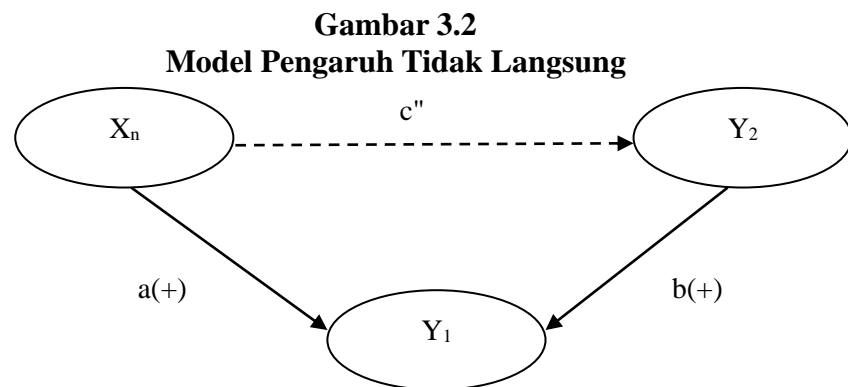 Gambar 3.2
Model Pengaruh Tidak Langsung
c"
Xₙ
Y₂
a(+)
b(+)
Y₁